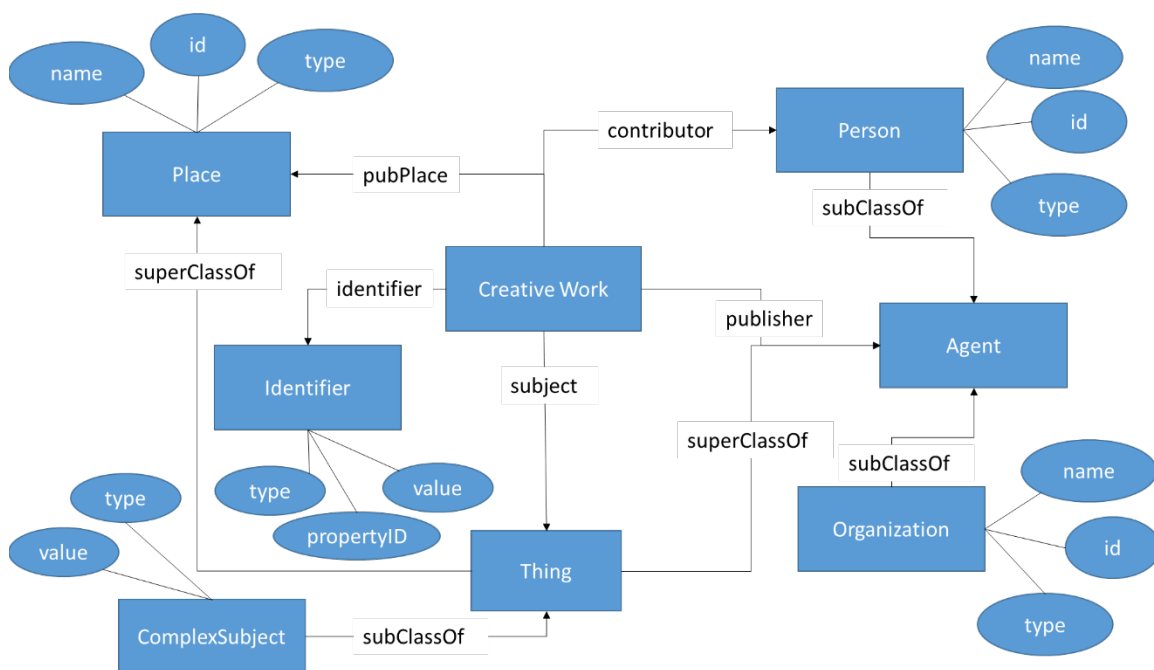 id
name
type
name
contributor
Person
id
Place
pubPlace
type
subClassOf
superClassOf
identifier
Creative Work
publisher
Agent
Identifier
subject
superClassOf
subClassOf
name
type
value
type
propertyID
Organization
value
id
Thing
type
ComplexSubject
subClassOf